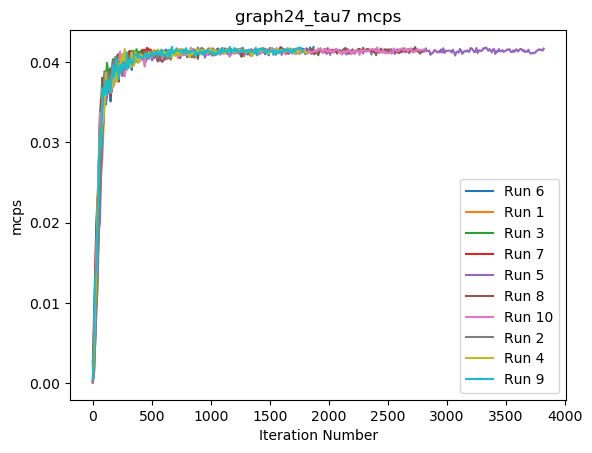 graph24_tau7 mcps
mcps
0.04
0.03
0.02
0.01
0.00
Run 6
Run 1
Run 3
Run 7
Run 5
Run 8
Run 10
Run 2
Run 4
Run 9
0 500 1000 1500 2000 2500 3000 3500 4000
Iteration Number